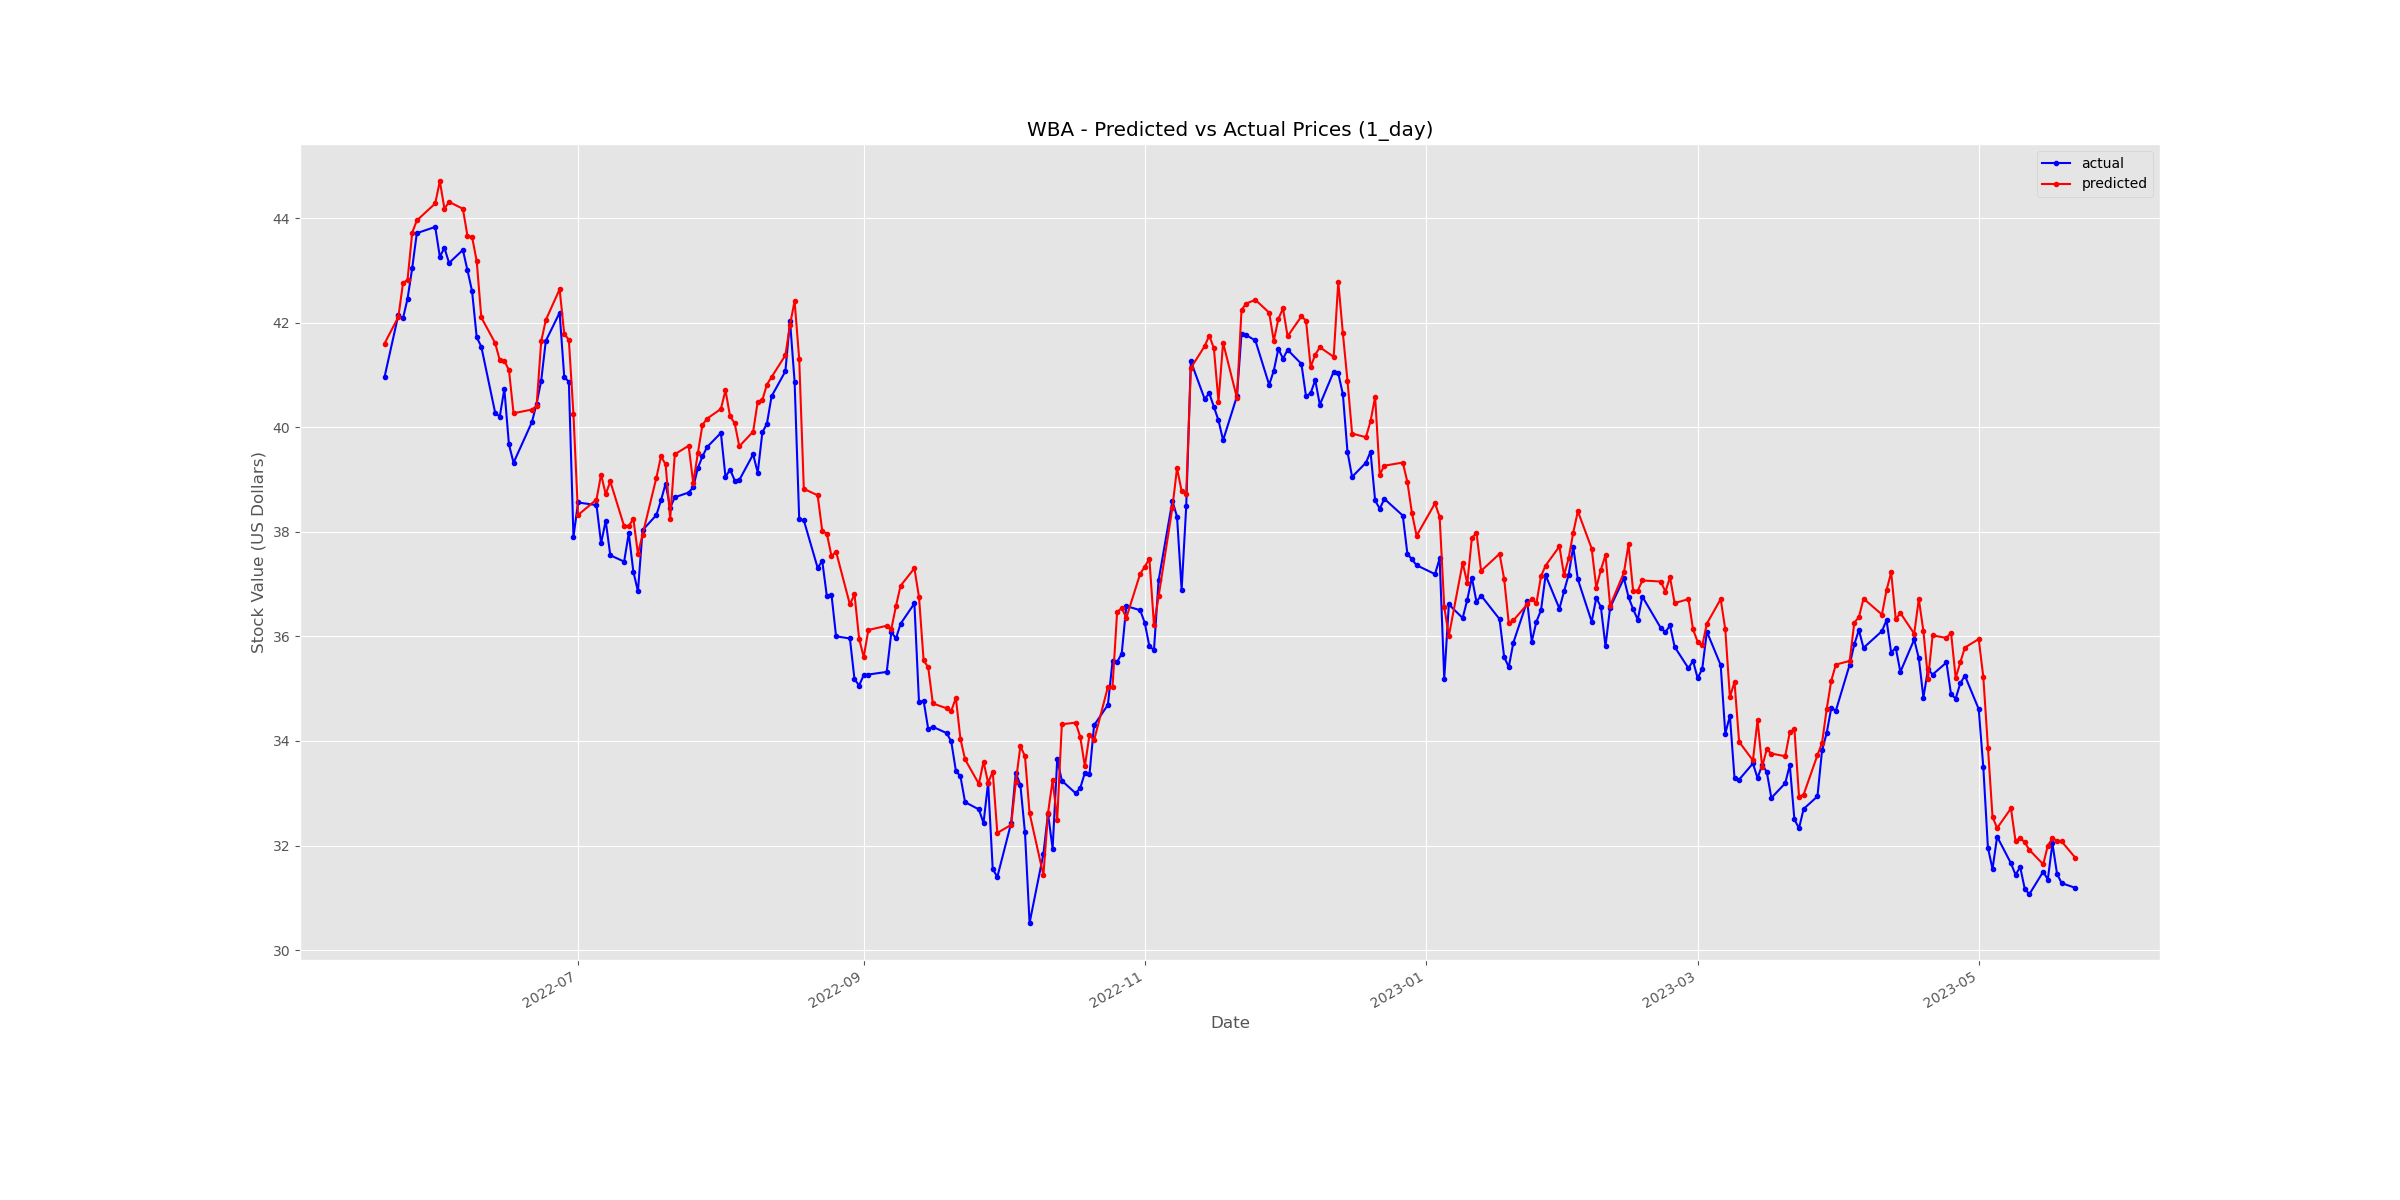 WBA - Predicted vs Actual Prices (1_day)
actual
predicted
Stock Value (US Dollars)
44
42
40
38
36
34
32
30
2022-07
2022-09
2022-11
2023-01
2023-03
2023-05
Date